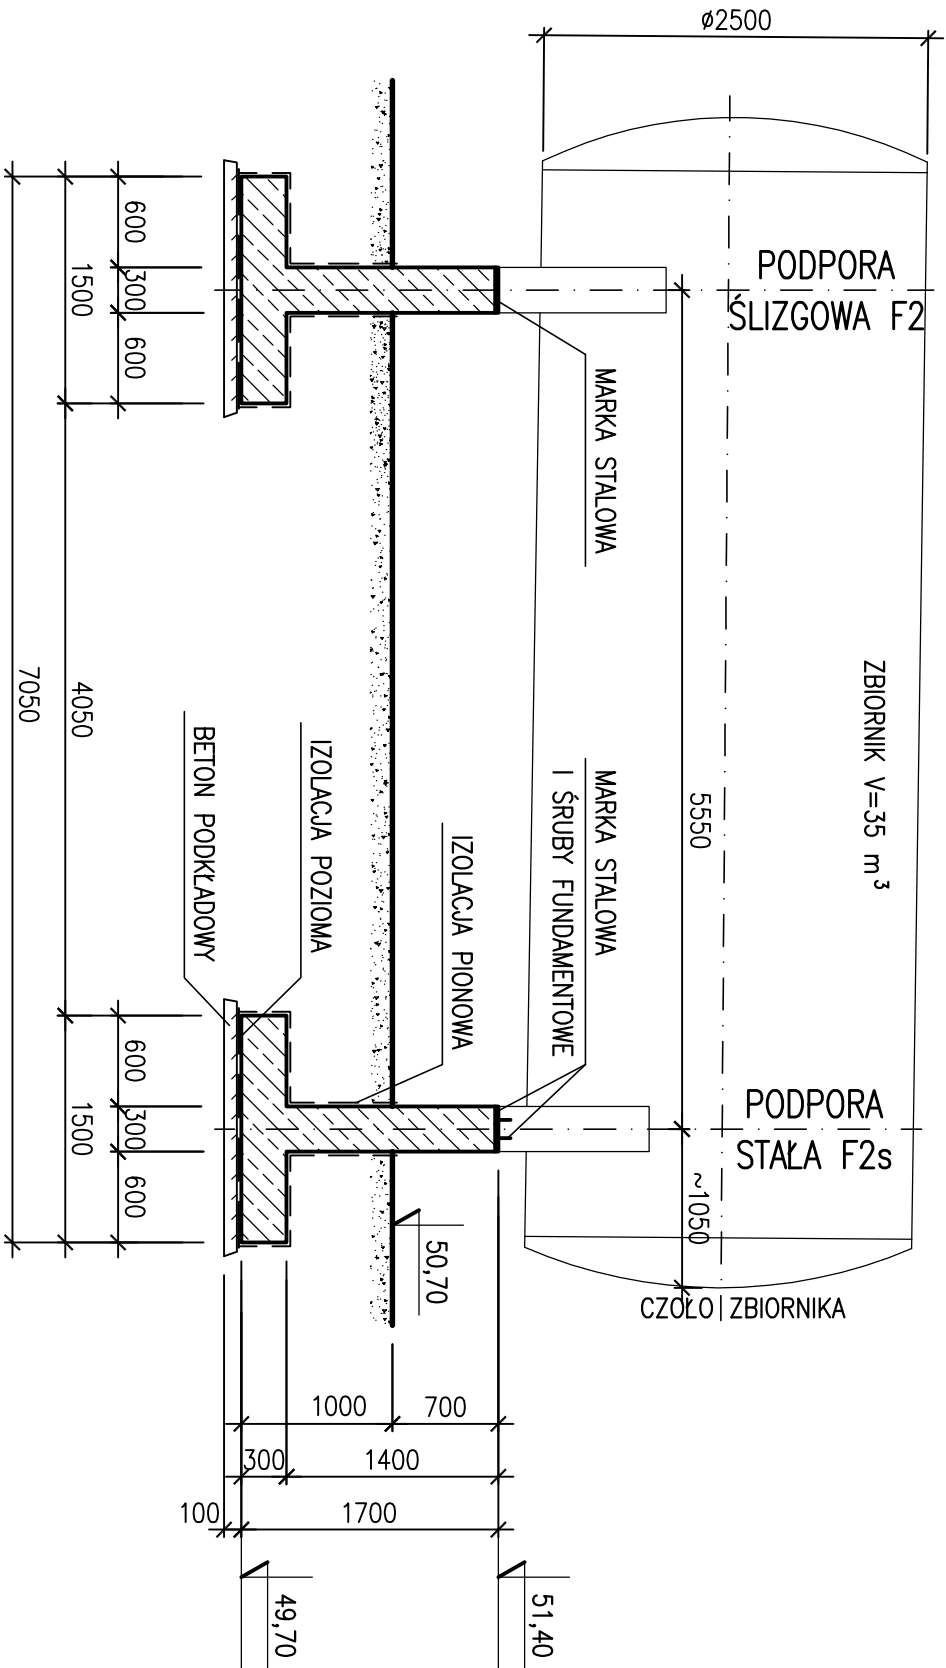 ø2500
PODPORA
ŚLIZGOWA F2
MARKA STALOWA
ZBIORNIK V=35 m³
5550
MARKA STALOWA
I ŚRUBY FUNDAMENTOWE
IZOLACJA PIONOWA
IZOLACJA POZIOMA
BETON PODKŁADOWY
PODPORA
STAŁA F2s
~1050
CZOŁO ZBIORNIKA
50,70
600
300
600
1500
4050
7050
600
300
600
1500
1000
700
300
1400
100
1700
49,70
51,40